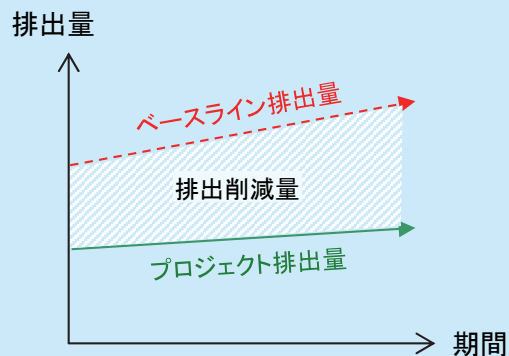 排出量
ベースライン排出量
排出削減量
プロジェクト排出量
期間